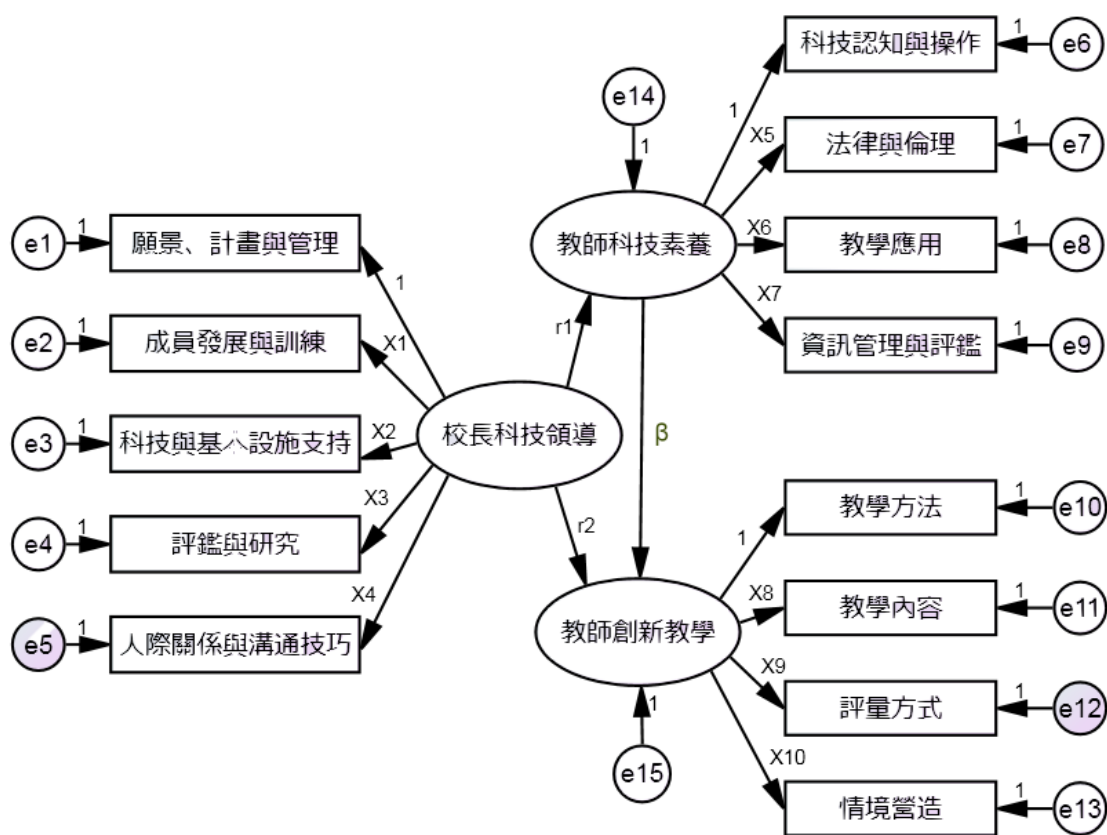 e1
1
願景、計畫與管理
1
e2
1
成員發展與訓練
X1
e3
1
科技與基本設施支持
X2
e4
1
評鑑與研究
X3
e5
1
人際關係與溝通技巧
X4
校長科技領導
r1
r2
β
e14
1
教師科技素養
1
科技認知與操作
1
e6
X5
法律與倫理
1
e7
X6
教學應用
1
e8
X7
資訊管理與評鑑
1
e9
教師創新教學
1
e15
1
教學方法
1
e10
X8
教學內容
1
e11
X9
評量方式
1
e12
X10
情境營造
1
e13